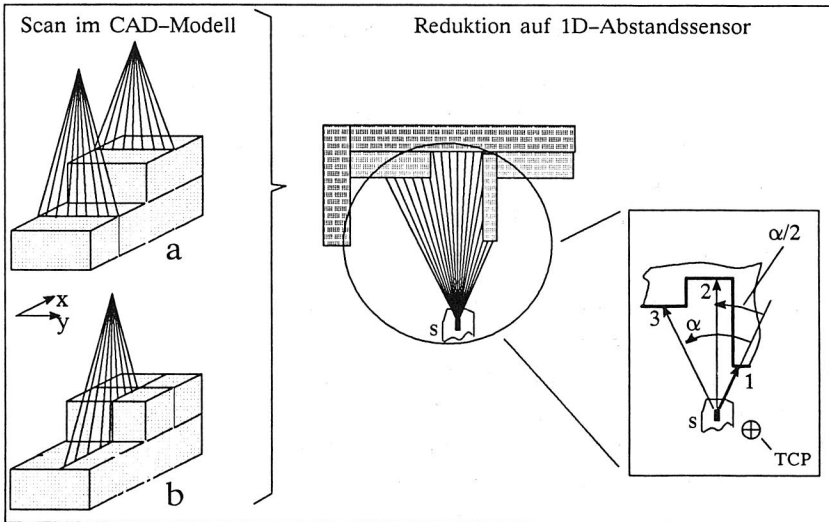 Scan im CAD–Modell
Reduktion auf 1D–Abstandssensor
a
x
y
b
s
α/2
2
3
α
1
s
TCP